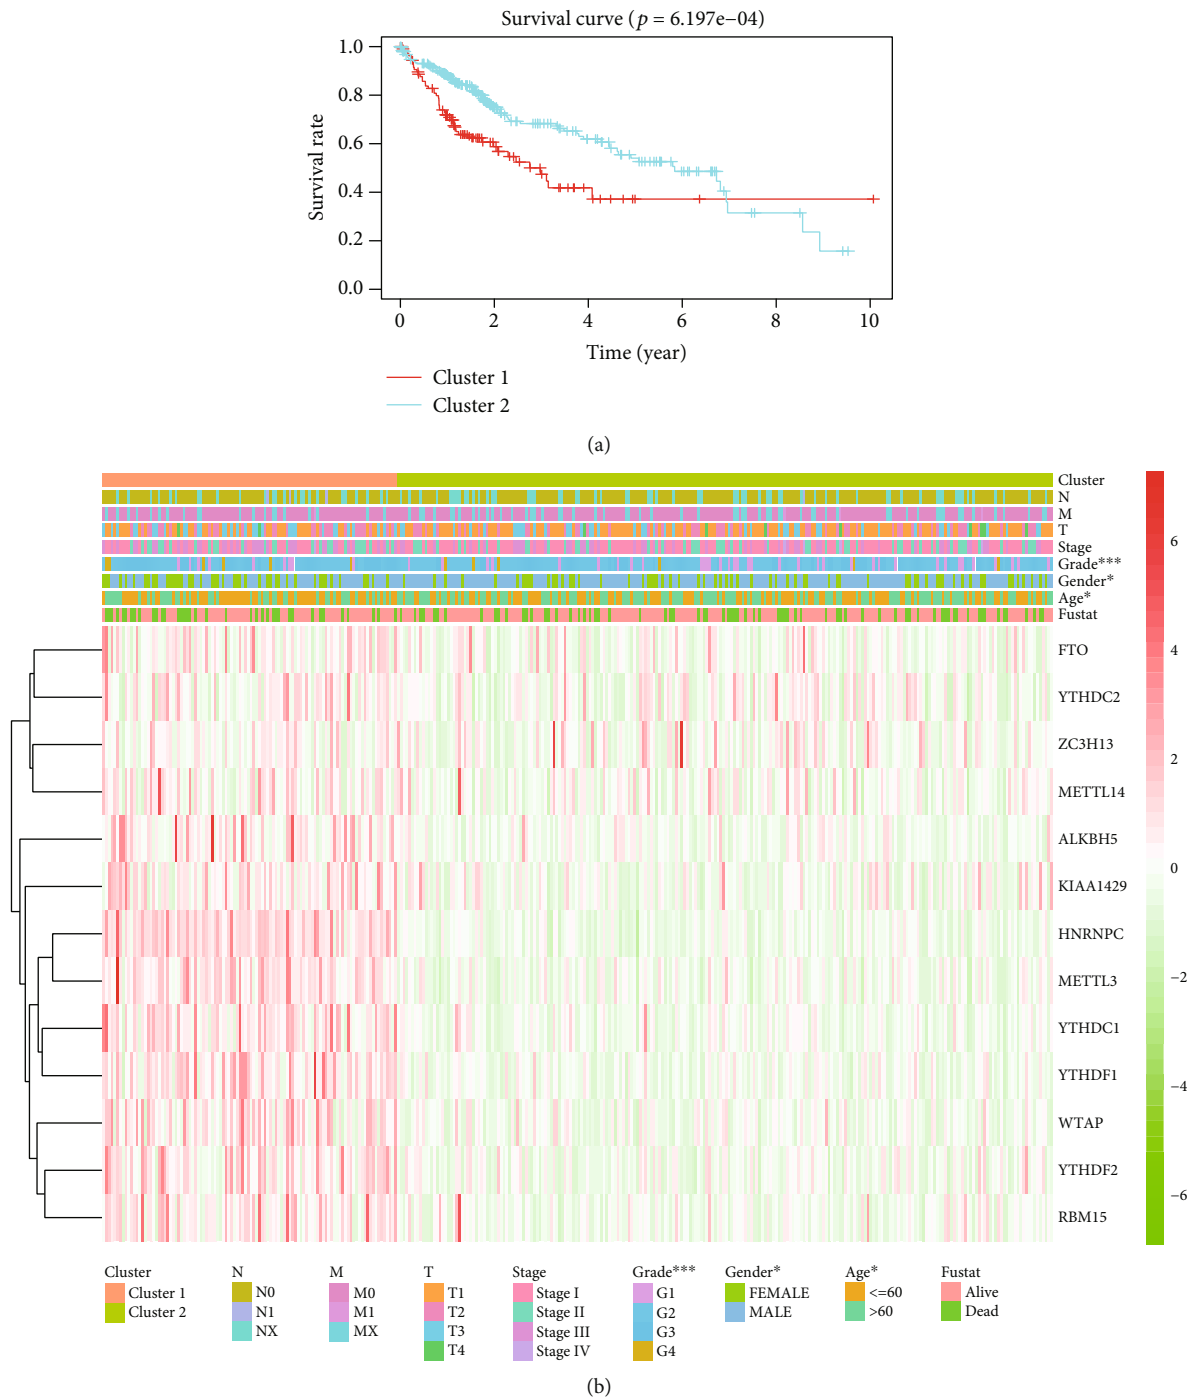 Survival curve (p = 6.197e−04)
1.0
0.8
0.6
0.4
0.2
0.0
Survival rate
0 2 4 6 8 10
Time (year)
Cluster 1
Cluster 2
(a)
Cluster
N
M
T
Stage
Grade***
Gender*
Age*
Fustat
FTO
YTHDC2
ZC3H13
METTL14
ALKBH5
KIAA1429
HNRNPC
METTL3
YTHDC1
YTHDF1
WTAP
YTHDF2
RBM15
6
4
2
0
−2
−4
−6
Cluster
Cluster 1
Cluster 2
N
N0
N1
NX
M
M0
M1
MX
T
T1
T2
T3
T4
Stage
Stage I
Stage II
Stage III
Stage IV
Grade***
G1
G2
G3
G4
Gender*
FEMALE
MALE
Age*
<=60
>60
Fustat
Alive
Dead
(b)